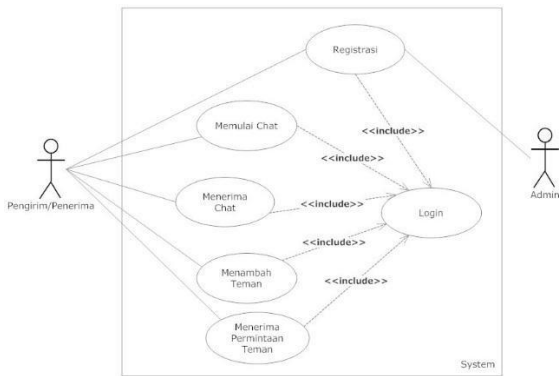 Registrasi
Memulai Chat
<<include>>
<<include>>
Pengirim/Penerima
Menerima
Chat
<<include>>
Login
Admin
<<include>>
Menambah
Teman
<<include>>
Menerima
Permintaan
Teman
System